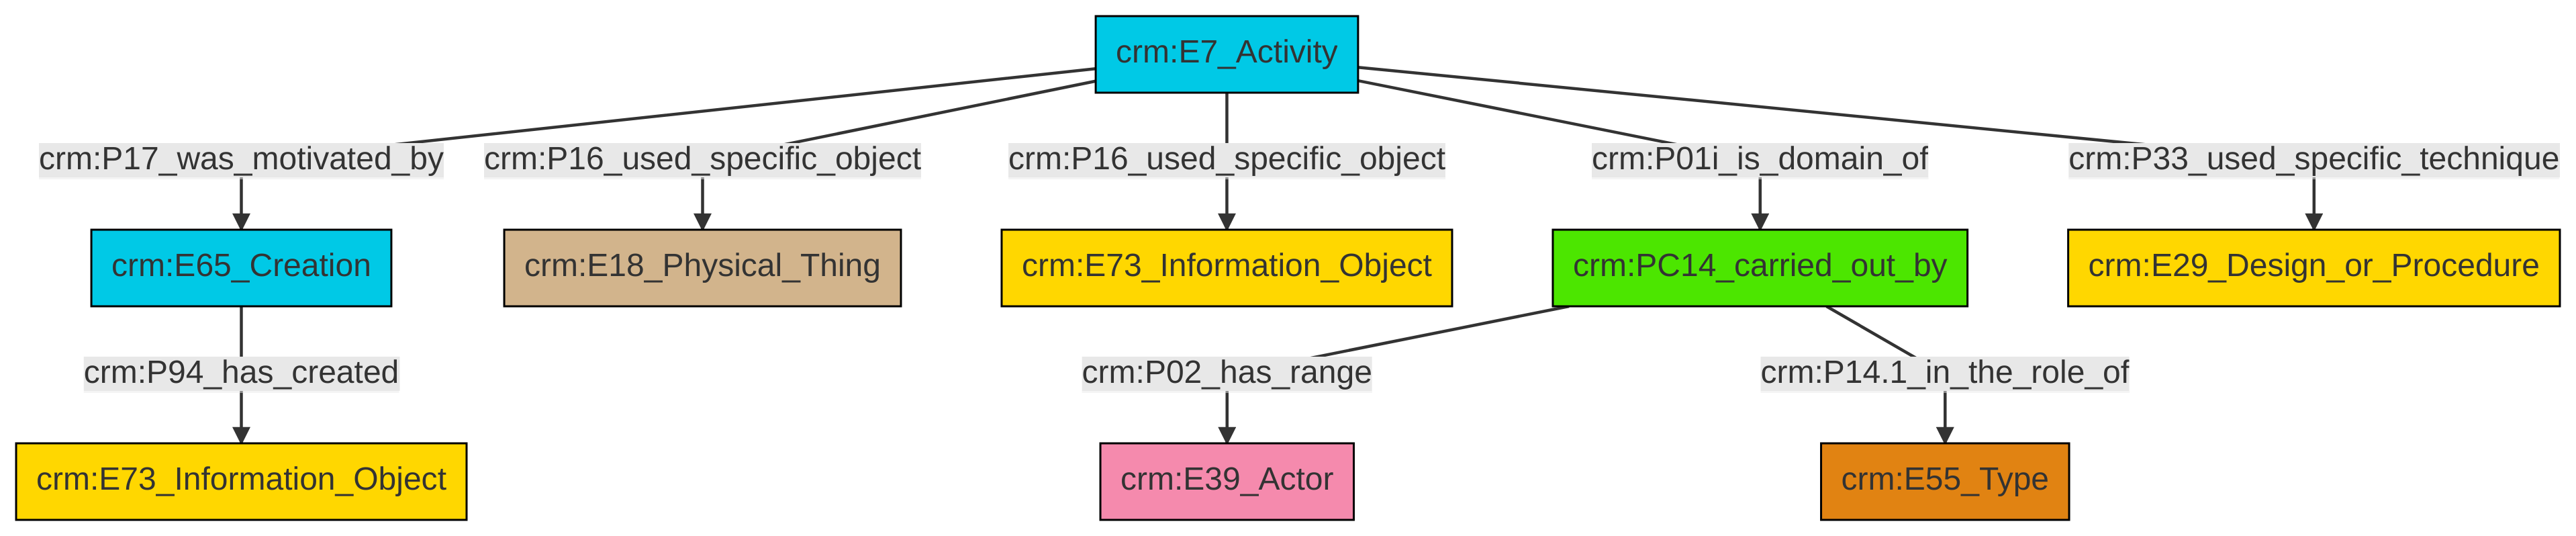 crm:E7_Activity
crm:P17_was_motivated_by
crm:P16_used_specific_object
crm:P16_used_specific_object
crm:P01i_is_domain_of
crm:P33_used_specific_technique
crm:E65_Creation
crm:E18_Physical_Thing
crm:E73_Information_Object
crm:PC14_carried_out_by
crm:E29_Design_or_Procedure
crm:P94_has_created
crm:P02_has_range
crm:P14.1_in_the_role_of
crm:E73_Information_Object
crm:E39_Actor
crm:E55_Type